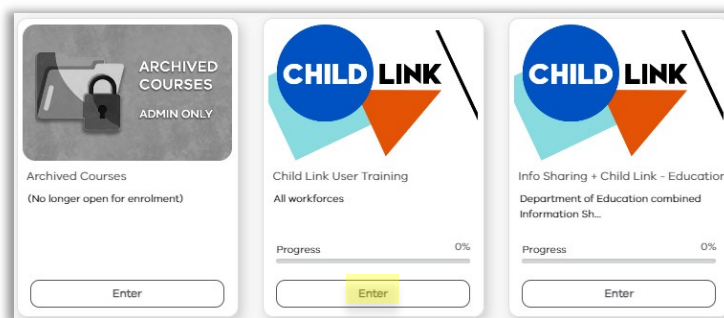 ARCHIVED
COURSES
ADMIN ONLY
Archived Courses
(No longer open for enrolment)
Enter
CHILD LINK
Child Link User Training
All workforces
Progress 0%
Enter
CHILD LINK
Info Sharing + Child Link - Education
Department of Education combined
Information Sh...
Progress 0%
Enter